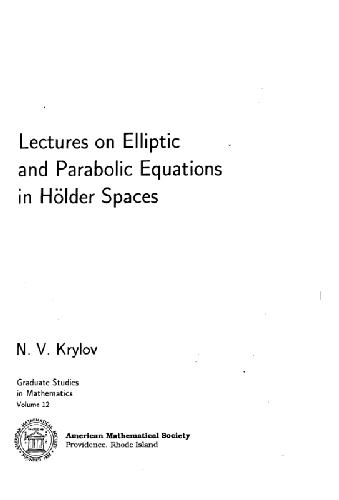 Lectures on Elliptic
and Parabolic Equations
in Hölder Spaces
N. V. Krylov
Graduate Studies
in Mathematics
Volume 12
American Mathematical Society
Providence, Rhode Island